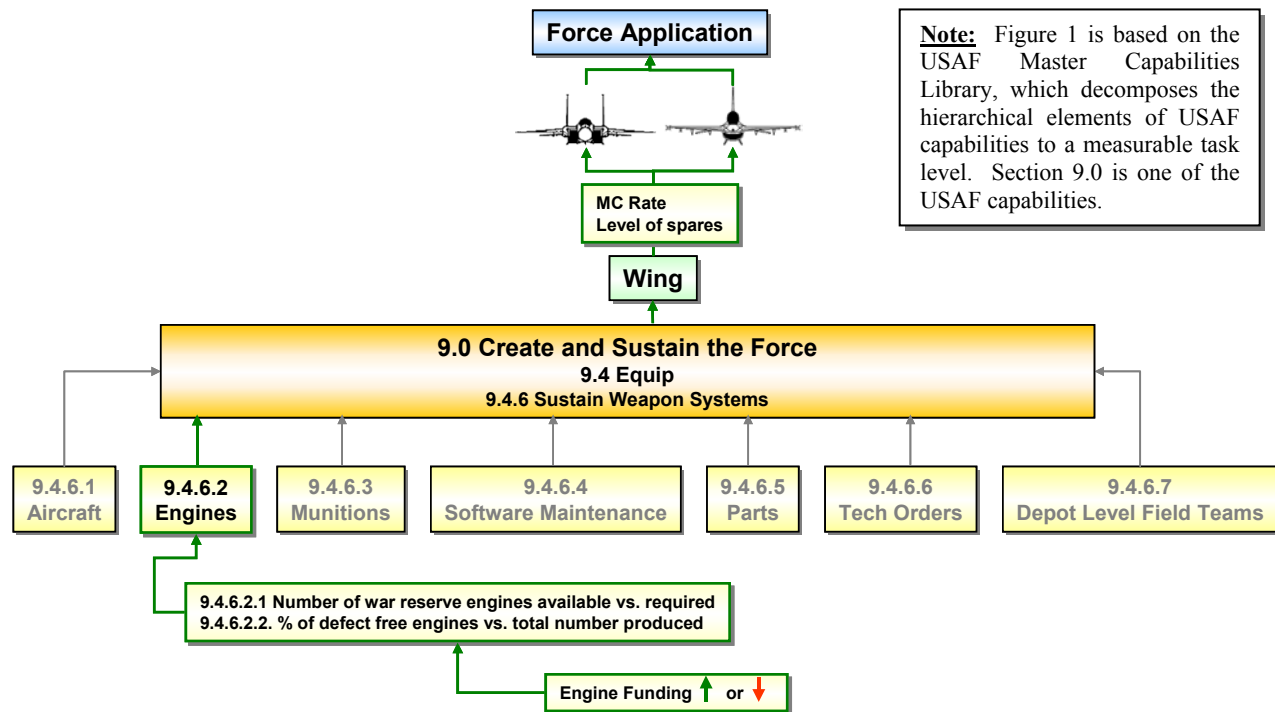 Force Application
Note: Figure 1 is based on the
USAF Master Capabilities
Library, which decomposes the
hierarchical elements of USAF
capabilities to a measurable task
level. Section 9.0 is one of the
USAF capabilities.
MC Rate
Level of spares
Wing
9.0 Create and Sustain the Force
9.4 Equip
9.4.6 Sustain Weapon Systems
9.4.6.1
Aircraft
9.4.6.2
Engines
9.4.6.3
Munitions
9.4.6.4
Software Maintenance
9.4.6.5
Parts
9.4.6.6
Tech Orders
9.4.6.7
Depot Level Field Teams
9.4.6.2.1 Number of war reserve engines available vs. required
9.4.6.2.2. % of defect free engines vs. total number produced
Engine Funding or